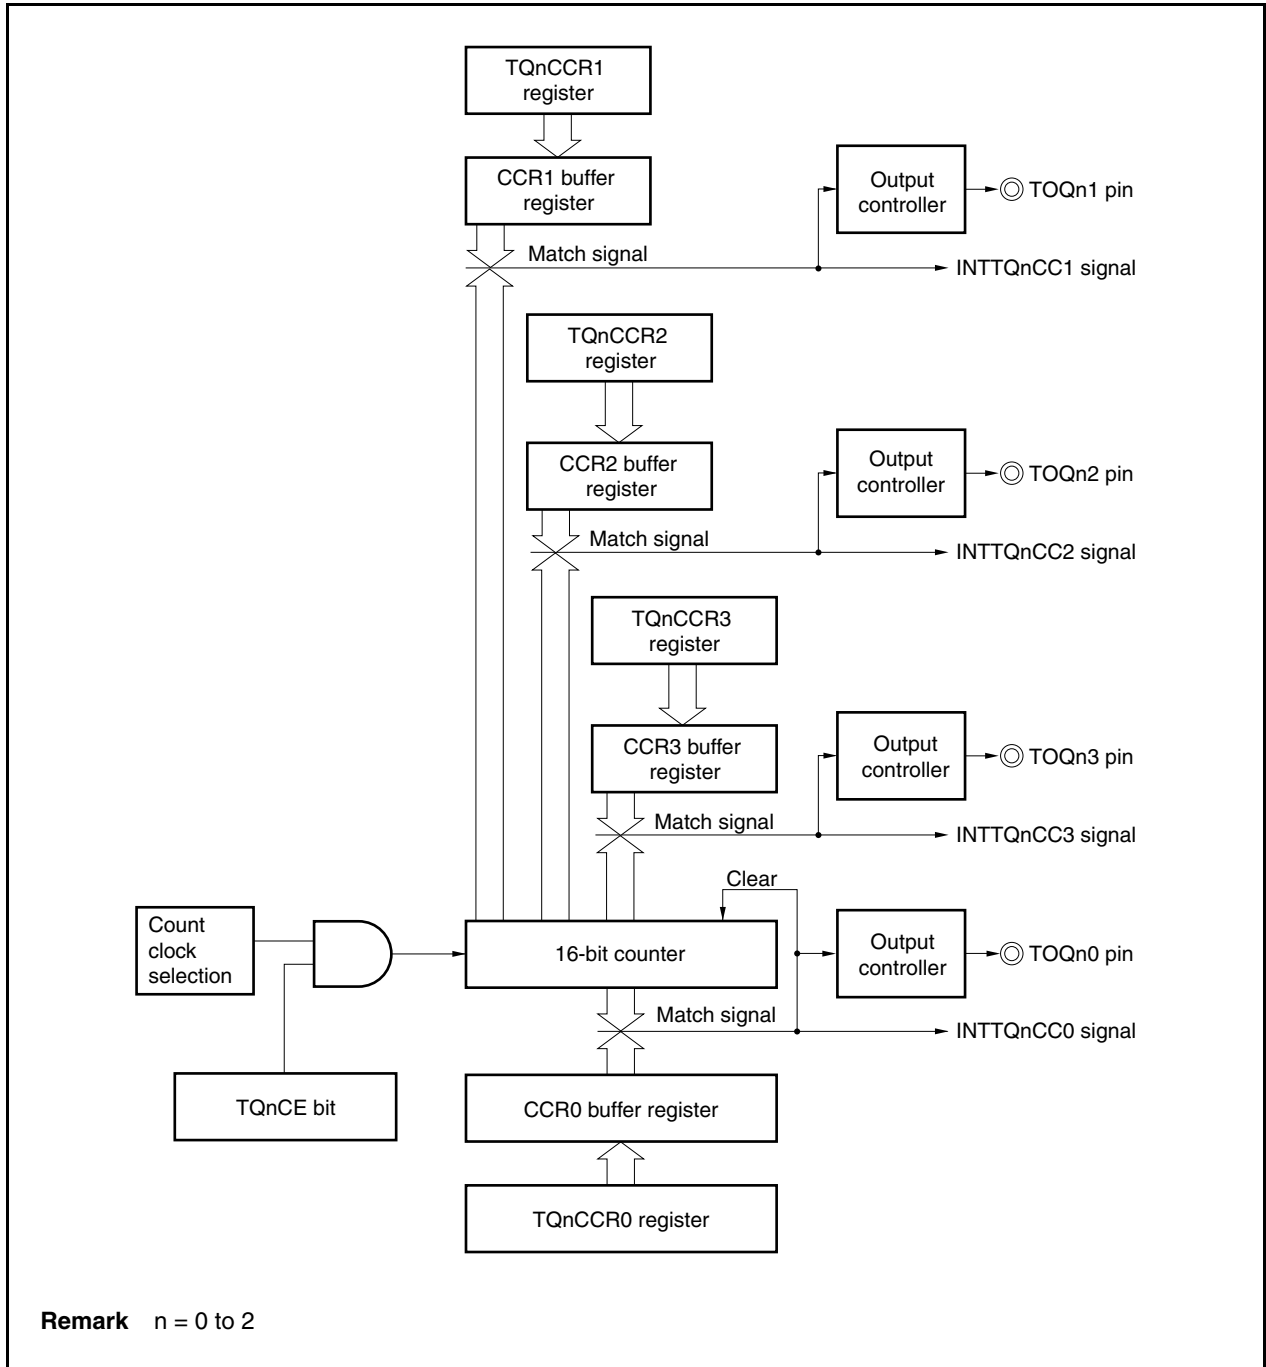 TQnCCR1
register
CCR1 buffer
register
Output
controller
TOQn1 pin
Match signal
INTTQnCC1 signal
TQnCCR2
register
CCR2 buffer
register
Output
controller
TOQn2 pin
Match signal
INTTQnCC2 signal
TQnCCR3
register
CCR3 buffer
register
Output
controller
TOQn3 pin
Match signal
INTTQnCC3 signal
Clear
Count
clock
selection
16-bit counter
Output
controller
TOQn0 pin
Match signal
INTTQnCC0 signal
TQnCE bit
CCR0 buffer register
TQnCCR0 register
Remark n = 0 to 2